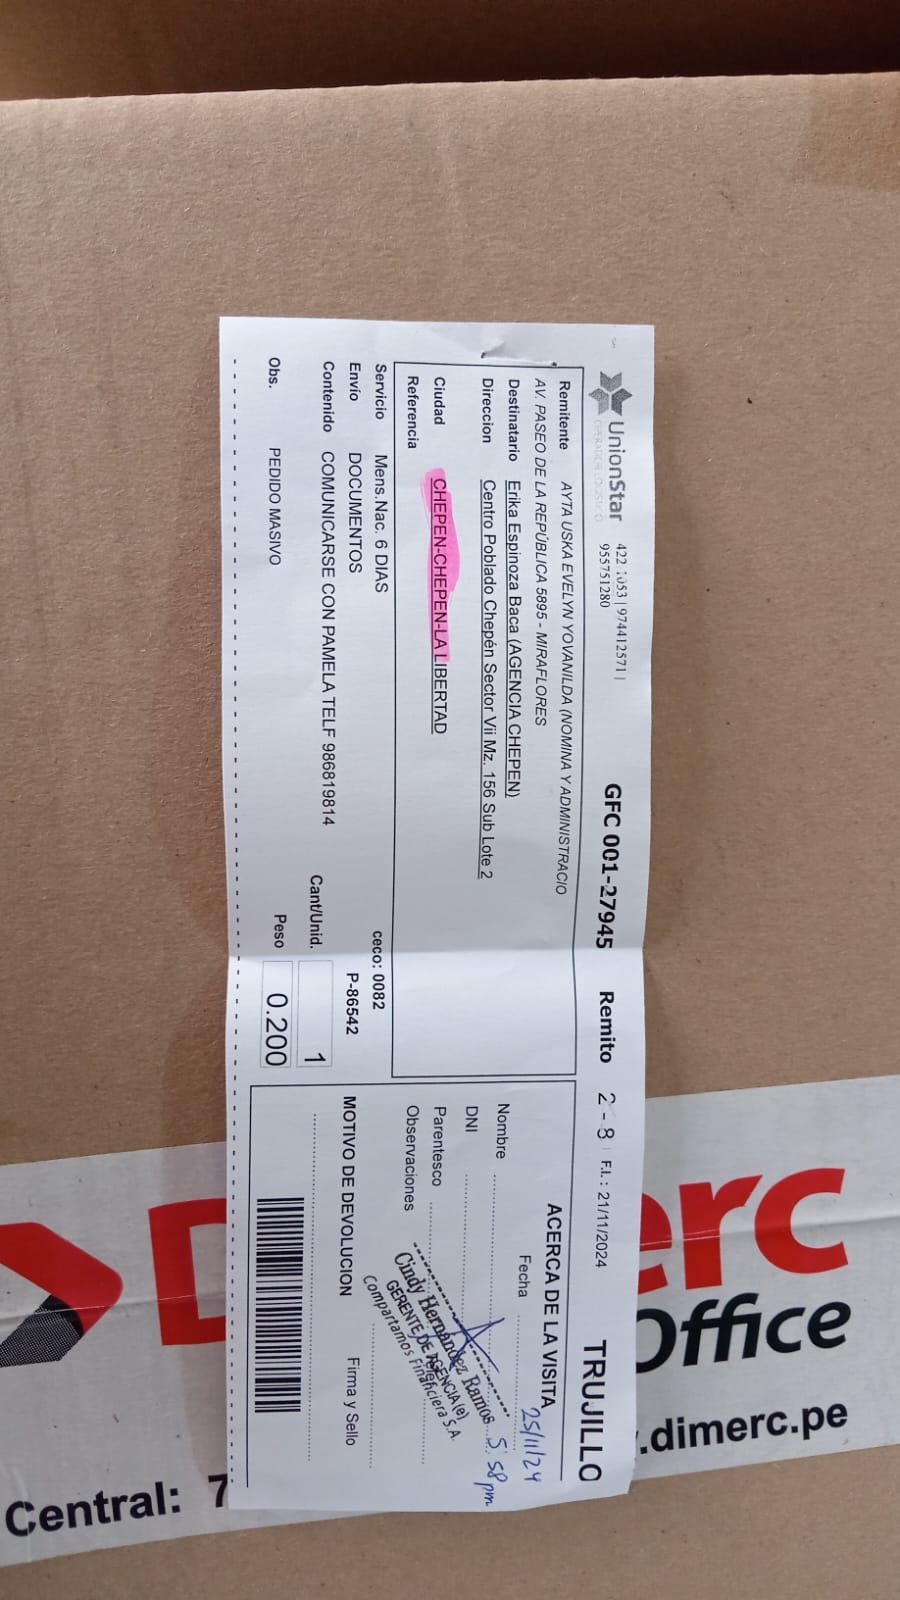 UnionStar
OPERADOR LOGISTICO
422 1053 | 974412571 |
955751280
GFC 001-27945
Remito
2 - 8
F.I.: 21/11/2024
TRUJILLO
Remitente AYTA USKA EVELYN YOVANILDA (NOMINA Y ADMINISTRACIO
AV. PASEO DE LA REPÚBLICA 5895 - MIRAFLORES
Destinatario Erika Espinoza Baca (AGENCIA CHEPEN)
Direccion Centro Poblado Chepén Sector Vii Mz. 156 Sub Lote 2
Ciudad CHEPEN-CHEPEN-LA LIBERTAD
Referencia
Servicio Mens.Nac. 6 DIAS
ceco: 0082
Envío DOCUMENTOS
P-86542
Contenido COMUNICARSE CON PAMELA TELF 986819814
Cant/Unid. 1
Obs. PEDIDO MASIVO
Peso 0.200
ACERCA DE LA VISITA
Fecha 25/11/24
Nombre 5:58 pm
DNI
Parentesco
Observaciones
Cindy Hernández Ramos
GERENTE DE AGENCIA(e)
Compartamos Financiera S.A.
MOTIVO DE DEVOLUCION
Firma y Sello
D
erc
Office
.dimerc.pe
Central: 7